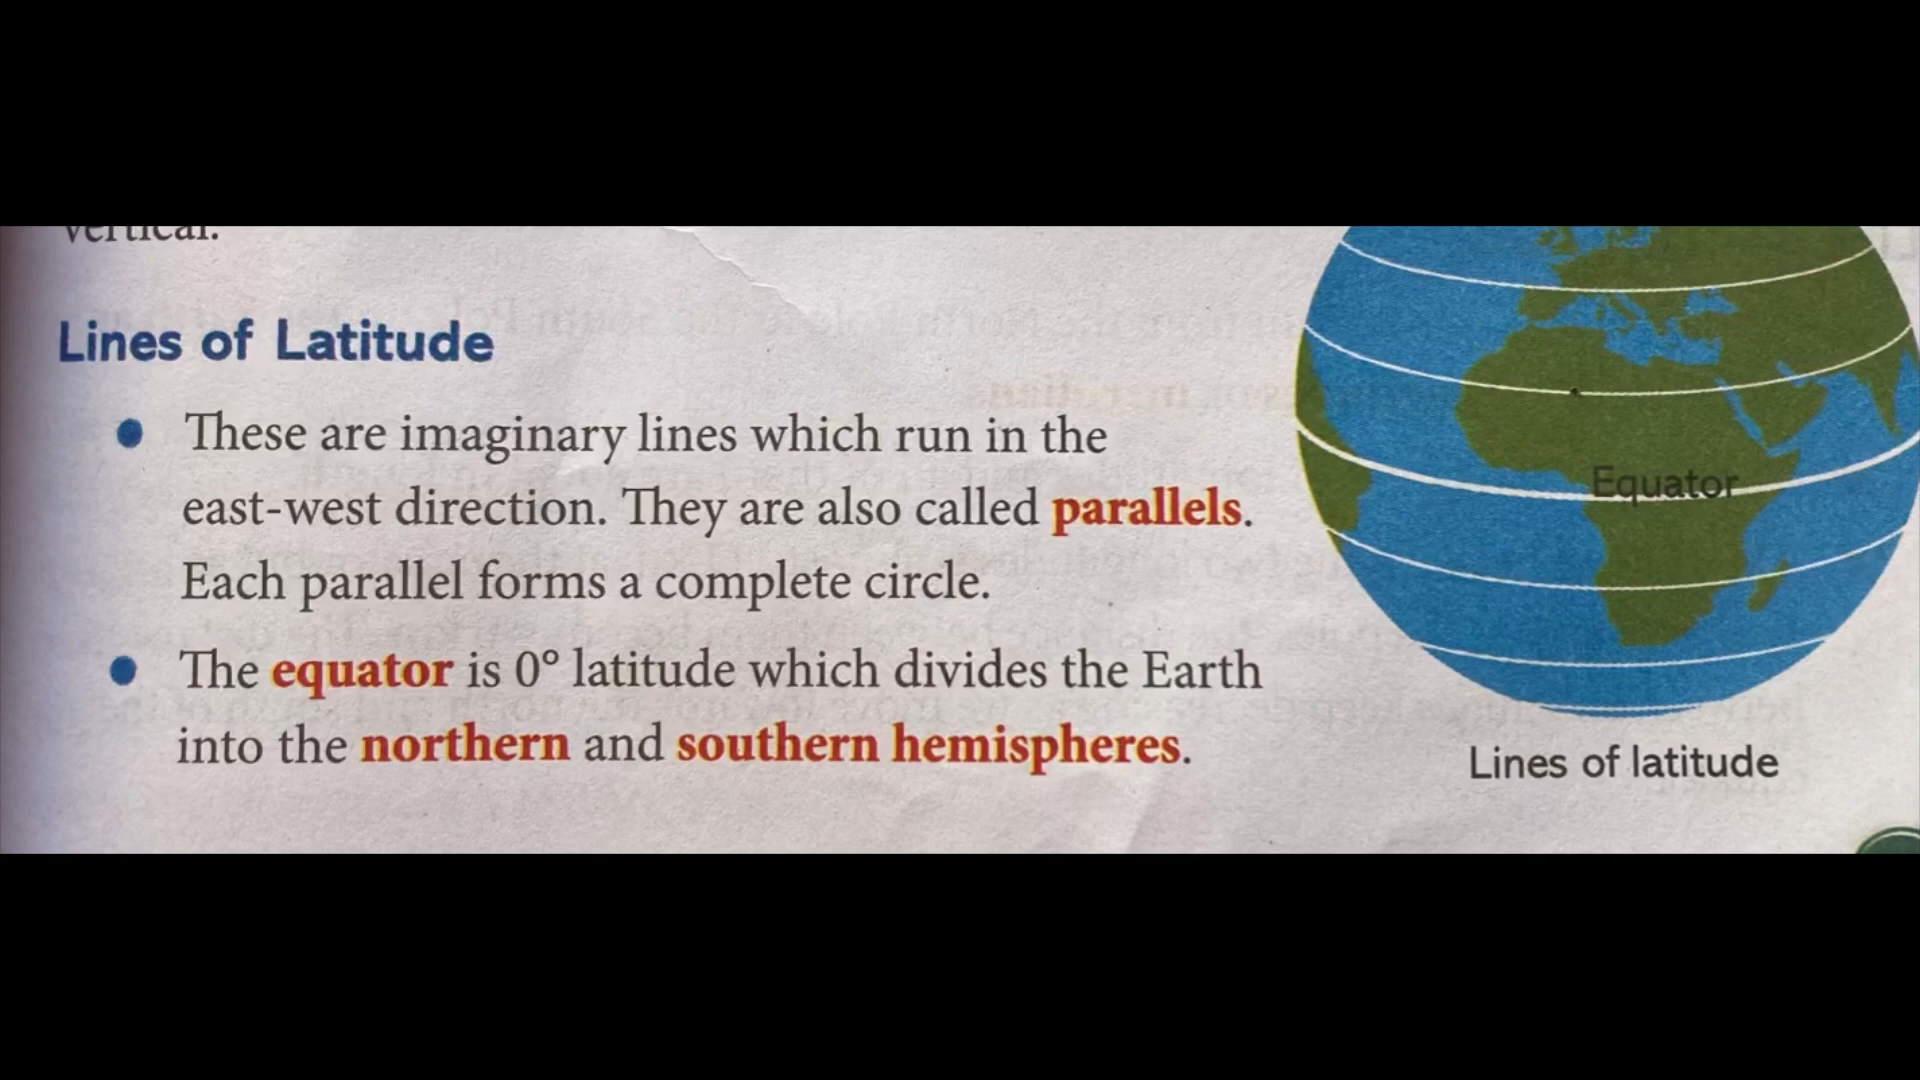 vertical.
Lines of Latitude
These are imaginary lines which run in the
east-west direction. They are also called parallels.
Each parallel forms a complete circle.
The equator is 0° latitude which divides the Earth
into the northern and southern hemispheres.
Equator
Lines of latitude